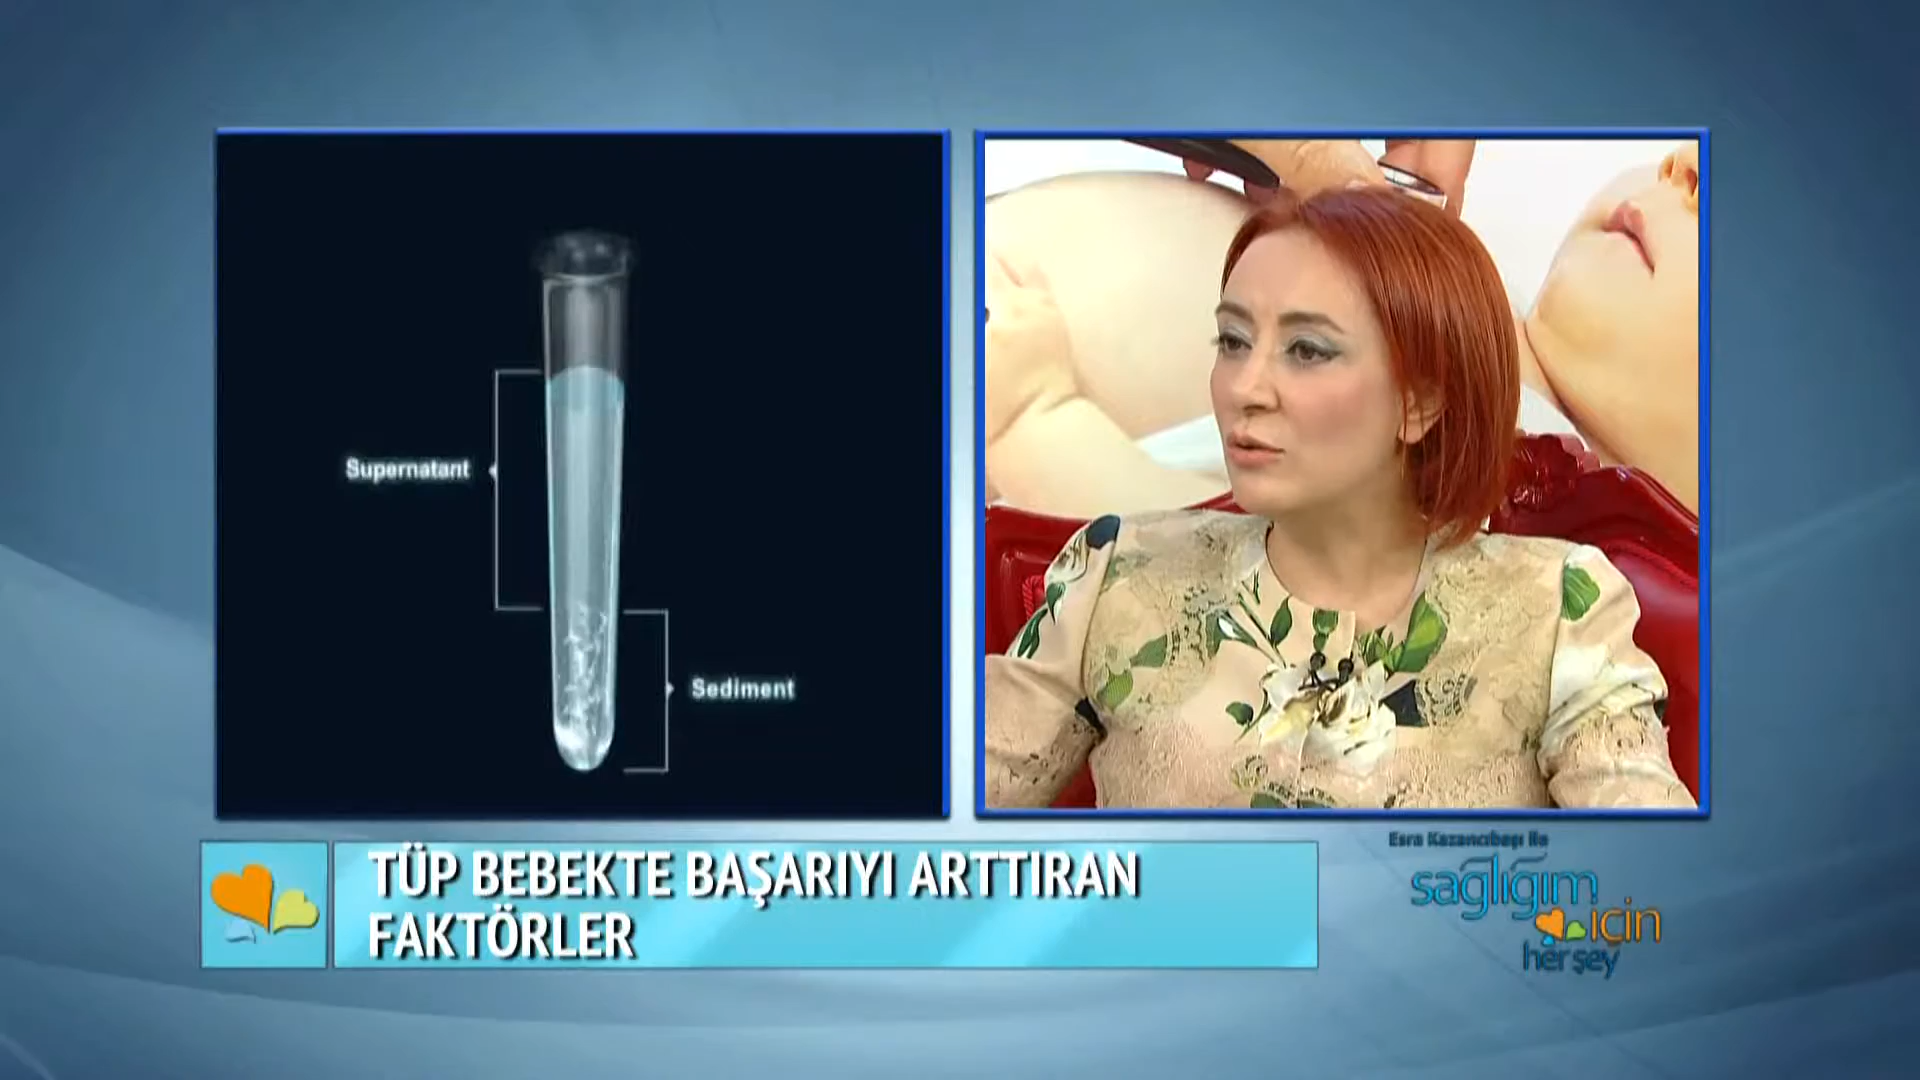 Supernatant
Sediment
TÜP BEBEKTE BAŞARIYI ARTTIRAN
FAKTÖRLER
Esra Kazancıbaşı ile
sağlığım
için
her şey